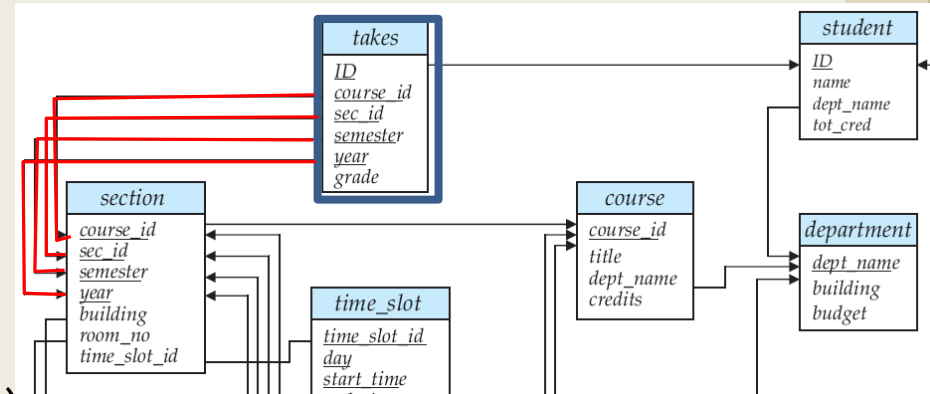 takes
ID
course_id
sec_id
semester
year
grade
student
ID
name
dept_name
tot_cred
section
course_id
sec_id
semester
year
building
room_no
time_slot_id
time_slot
time_slot_id
day
start_time
course
course_id
title
dept_name
credits
department
dept_name
building
budget